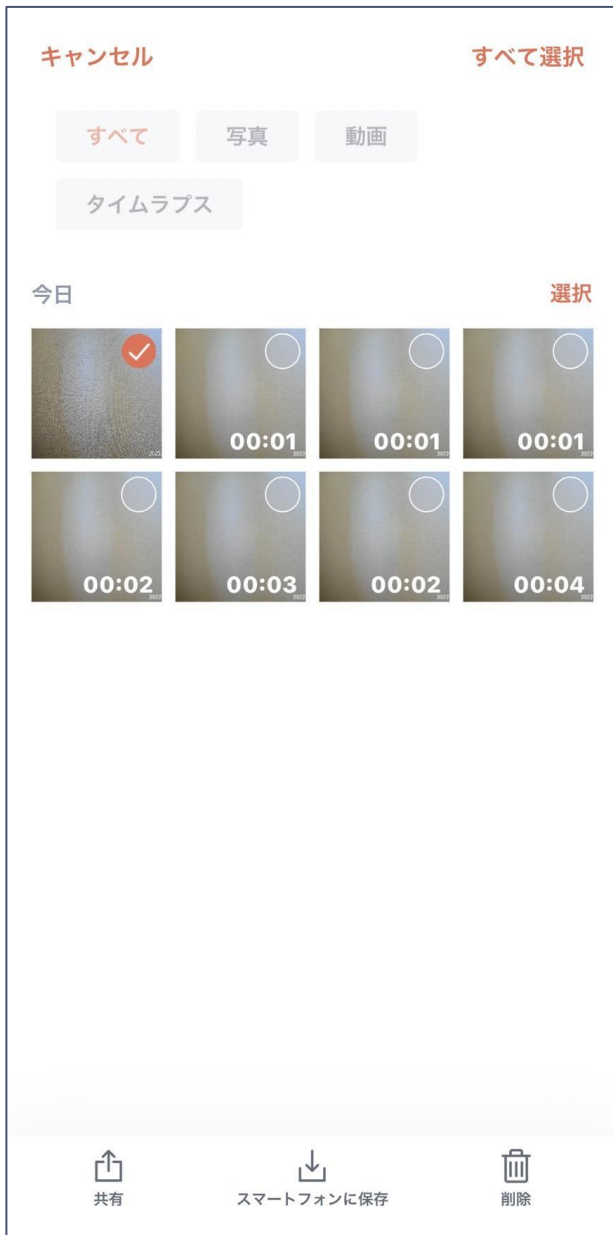 キャンセル すべて選択
すべて 写真 動画
タイムラプス
今日 選択
00:01 00:01 00:01
00:02 00:03 00:02 00:04
共有 スマートフォンに保存 削除